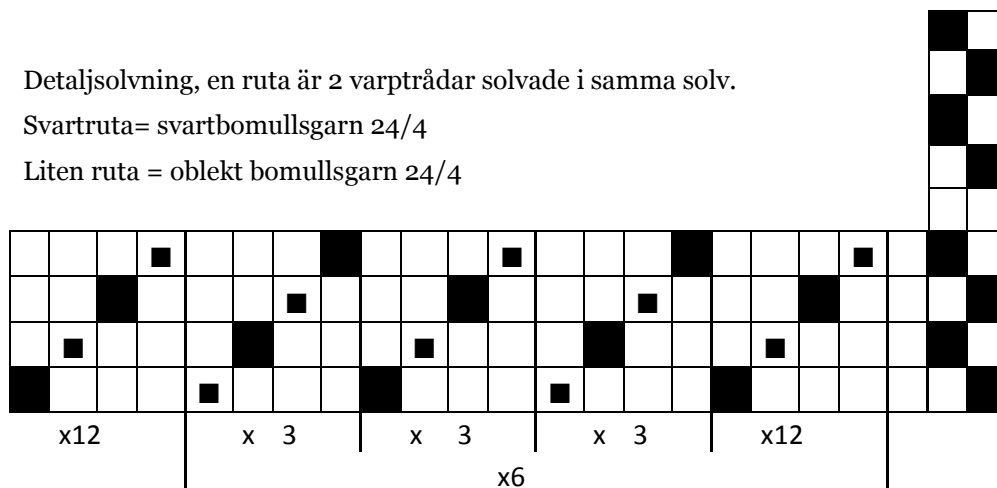 Detaljsolvning, en ruta är 2 varptrådar solvade i samma solv.
Svartruta= svartbomullsgarn 24/4
Liten ruta = oblekt bomullsgarn 24/4
x12 x 3 x 3 x 3 x12
x6